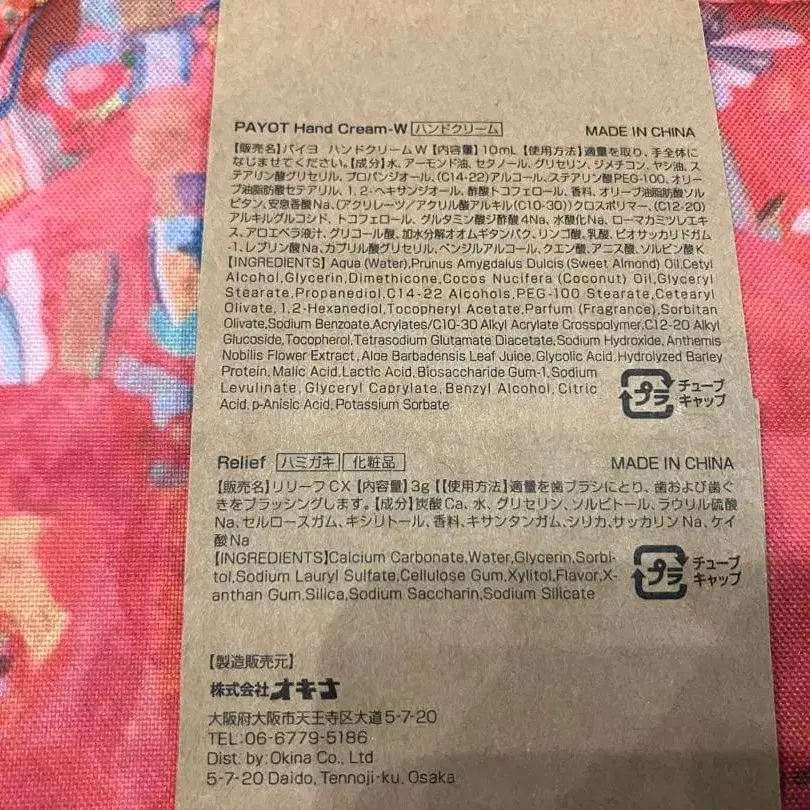 PAYOT Hand Cream-W ハンドクリーム MADE IN CHINA
【販売名】パイヨ ハンドクリームW【内容量】10mL【使用方法】適量を取り、手全体に
なじませてください。【成分】水、アーモンド油、セタノール、グリセリン、ジメチコン、ヤシ油、ス
テアリン酸グリセリル、プロパンジオール、(C14-22)アルコール、ステアリン酸PEG-100、オリー
ブ油脂肪酸セテアリル、1,2-ヘキサンジオール、酢酸トコフェロール、香料、オリーブ油脂肪酸ソル
ビタン、安息香酸Na、(アクリレーツ/アクリル酸アルキル(C10-30))クロスポリマー、(C12-20)
アルキルグルコシド、トコフェロール、グルタミン酸ジ酢酸4Na、水酸化Na、ローマカミツレエキ
ス、アロエベラ液汁、グリコール酸、加水分解オオムギタンパク、リンゴ酸、乳酸、ビオサッカリドガム
-1、レブリン酸Na、カプリル酸グリセリル、ベンジルアルコール、クエン酸、アニス酸、ソルビン酸K
【INGREDIENTS】Aqua (Water),Prunus Amygdalus Dulcis (Sweet Almond) Oil,Cetyl
Alcohol,Glycerin,Dimethicone,Cocos Nucifera (Coconut) Oil,Glyceryl
Stearate,Propanediol,C14-22 Alcohols,PEG-100 Stearate,Cetearyl
Olivate,1,2-Hexanediol,Tocopheryl Acetate,Parfum (Fragrance),Sorbitan
Olivate,Sodium Benzoate,Acrylates/C10-30 Alkyl Acrylate Crosspolymer,C12-20 Alkyl
Glucoside,Tocopherol,Tetrasodium Glutamate Diacetate,Sodium Hydroxide,Anthemis
Nobilis Flower Extract,Aloe Barbadensis Leaf Juice,Glycolic Acid,Hydrolyzed Barley
Protein,Malic Acid,Lactic Acid,Biosaccharide Gum-1,Sodium
Levulinate,Glyceryl Caprylate,Benzyl Alcohol,Citric
Acid,p-Anisic Acid,Potassium Sorbate
プラ チューブ
キャップ
Relief ハミガキ 化粧品 MADE IN CHINA
【販売名】リリーフCX【内容量】3g【【使用方法】適量を歯ブラシにとり、歯および歯ぐ
きをブラッシングします。【成分】炭酸Ca、水、グリセリン、ソルビトール、ラウリル硫酸
Na、セルロースガム、キシリトール、香料、キサンタンガム、シリカ、サッカリンNa、ケイ
酸Na
【INGREDIENTS】Calcium Carbonate,Water,Glycerin,Sorbi-
tol,Sodium Lauryl Sulfate,Cellulose Gum,Xylitol,Flavor,X-
anthan Gum,Silica,Sodium Saccharin,Sodium Silicate
プラ チューブ
キャップ
【製造販売元】
株式会社オキナ
大阪府大阪市天王寺区大道5-7-20
TEL:06-6779-5186
Dist. by: Okina Co., Ltd
5-7-20 Daido, Tennoji-ku, Osaka